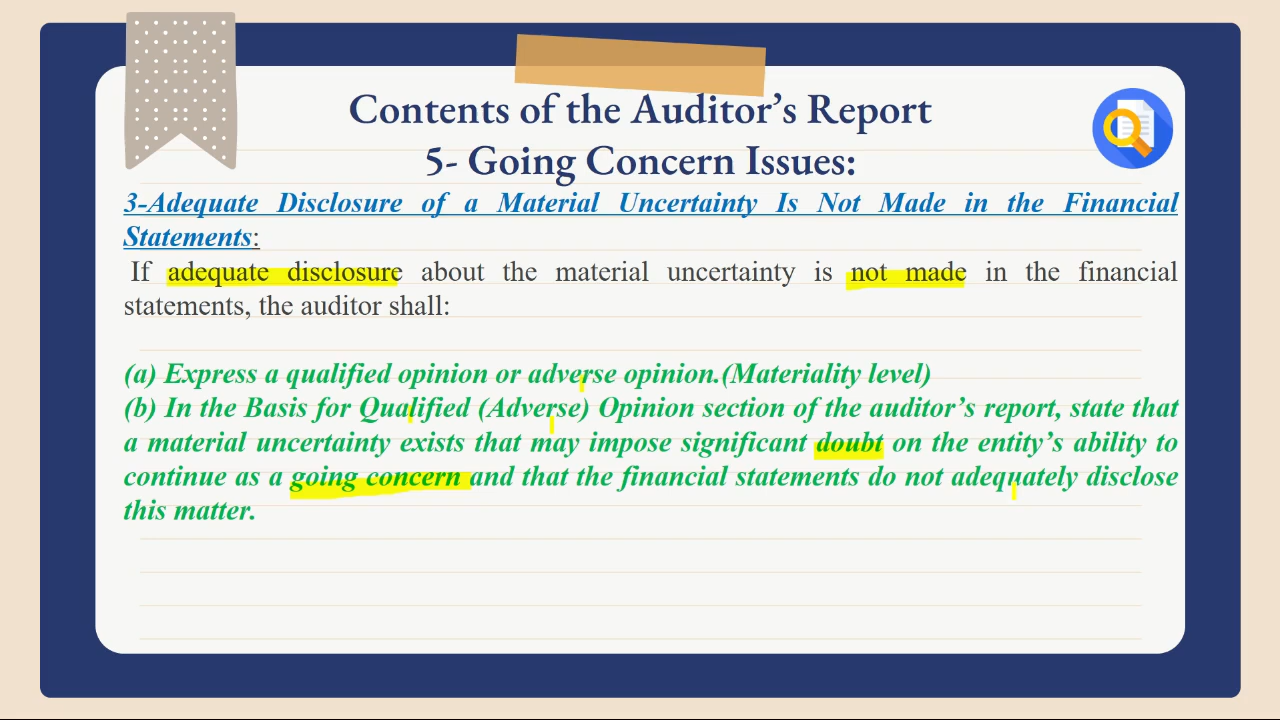 Contents of the Auditor’s Report
5- Going Concern Issues:
3-Adequate Disclosure of a Material Uncertainty Is Not Made in the Financial
Statements:
If adequate disclosure about the material uncertainty is not made in the financial
statements, the auditor shall:
(a) Express a qualified opinion or adverse opinion.(Materiality level)
(b) In the Basis for Qualified (Adverse) Opinion section of the auditor’s report, state that
a material uncertainty exists that may impose significant doubt on the entity’s ability to
continue as a going concern and that the financial statements do not adequately disclose
this matter.